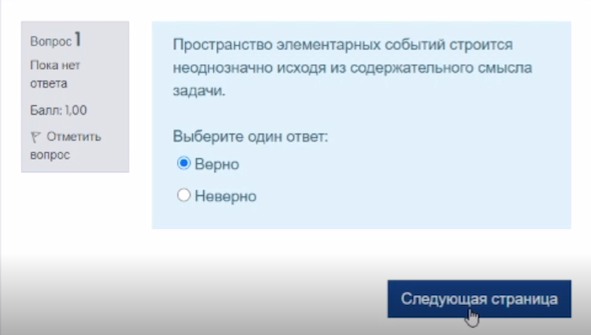 Вопрос 1
Пока нет
ответа
Балл: 1,00
Отметить
вопрос
Пространство элементарных событий строится
неоднозначно исходя из содержательного смысла
задачи.
Выберите один ответ:
Верно
Неверно
Следующая страница